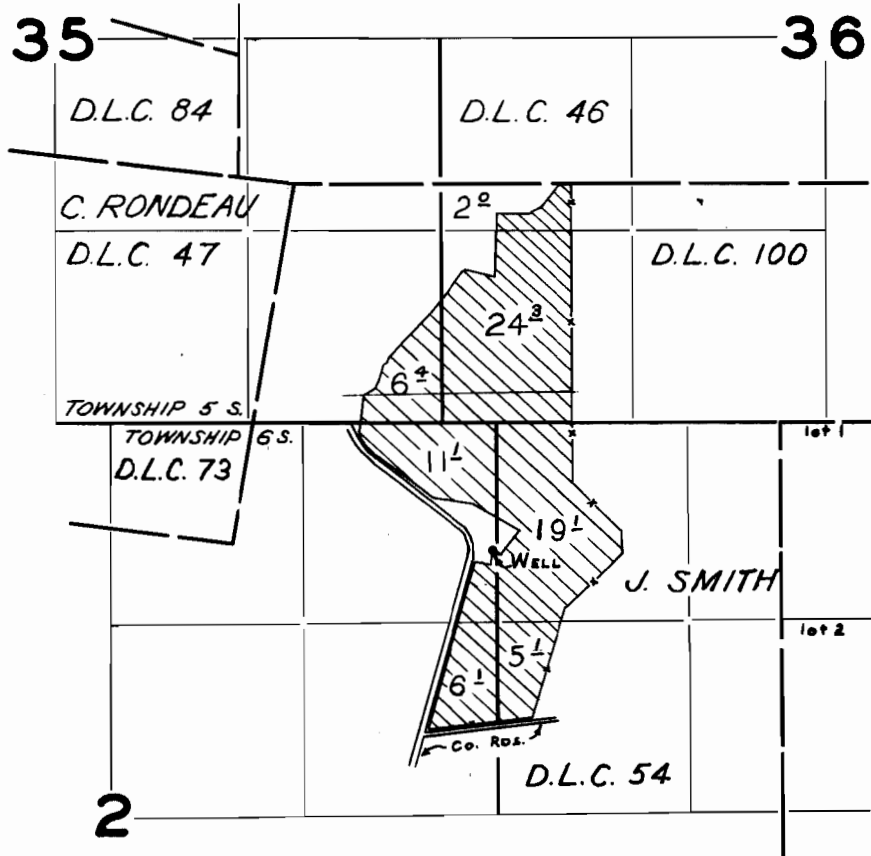 35
36
D.L.C. 84
D.L.C. 46
C. RONDEAU
2º
D.L.C. 47
D.L.C. 100
24³
6⁴
TOWNSHIP 5 S.
TOWNSHIP 6 S.
lot 1
D.L.C. 73
11¹
19¹
WELL
J. SMITH
lot 2
5¹
6¹
CO. RDS.
D.L.C. 54
2